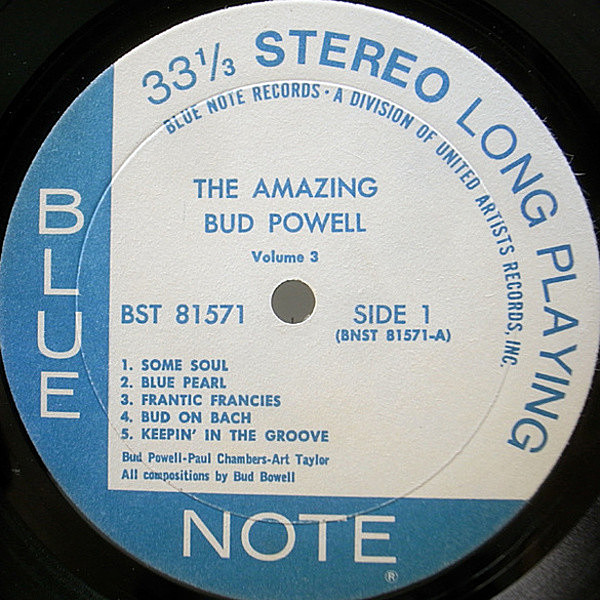 33 1/3 STEREO LONG PLAYING
BLUE NOTE RECORDS • A DIVISION OF UNITED ARTISTS RECORDS, INC.
THE AMAZING
BUD POWELL
Volume 3
BST 81571
SIDE 1
(BNST 81571-A)
1. SOME SOUL
2. BLUE PEARL
3. FRANTIC FRANCIES
4. BUD ON BACH
5. KEEPIN' IN THE GROOVE
Bud Powell-Paul Chambers-Art Taylor
All compositions by Bud Bowell
BLUE
NOTE
®